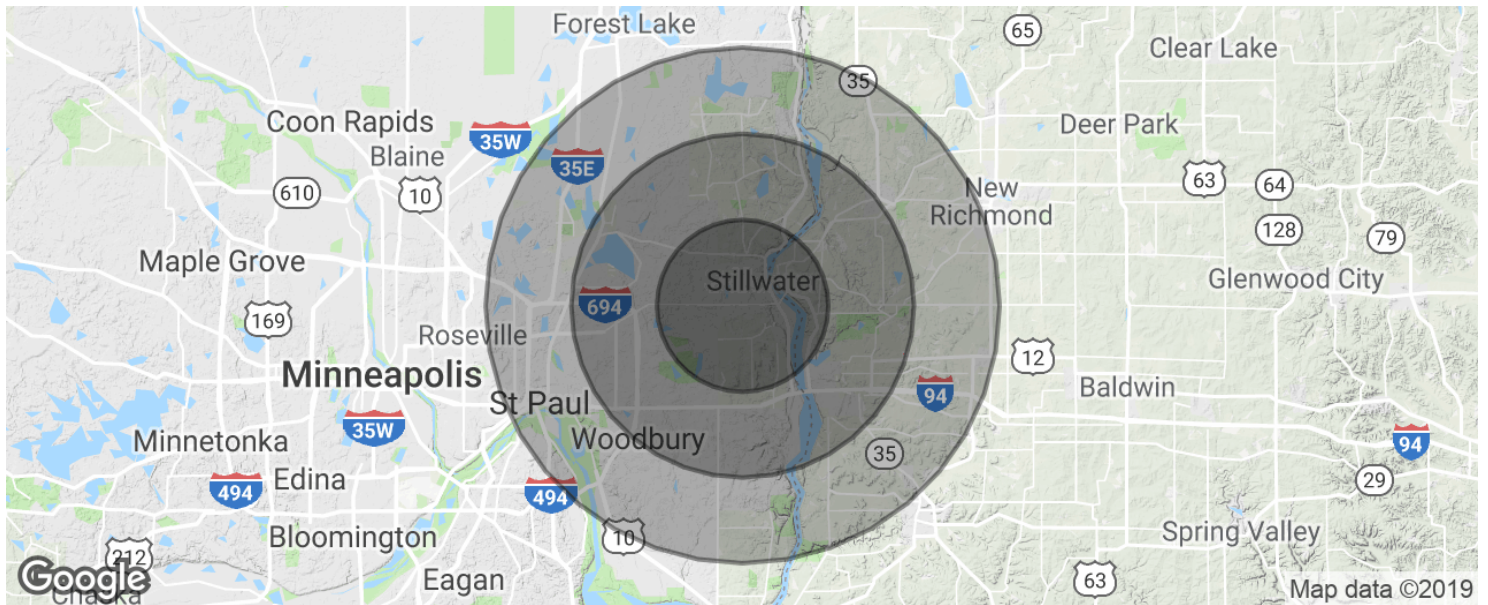 Forest Lake
65
Clear Lake
35
Coon Rapids
35W
Deer Park
Blaine
35E
10
610
63
64
New
Richmond
128
79
Maple Grove
Stillwater
Glenwood City
694
169
Roseville
12
Minneapolis
Baldwin
94
St Paul
35W
Woodbury
Minnetonka
94
35
Edina
494
494
29
Bloomington
10
Spring Valley
212
Eagan
63
Google
Chaska
Map data ©2019